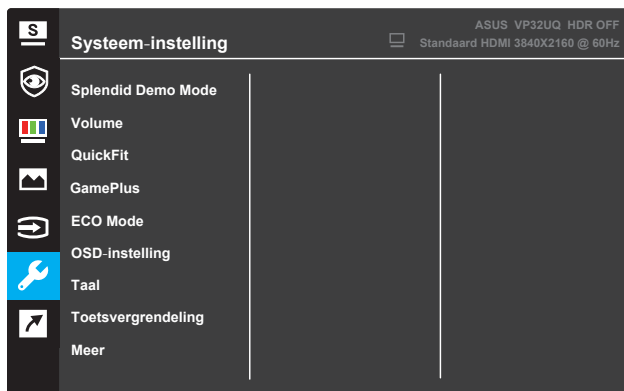 S
ASUS VP32UQ HDR OFF
Systeem-instelling
Standaard HDMI 3840X2160 @ 60Hz
Splendid Demo Mode
Volume
QuickFit
GamePlus
ECO Mode
OSD-instelling
Taal
Toetsvergrendeling
Meer